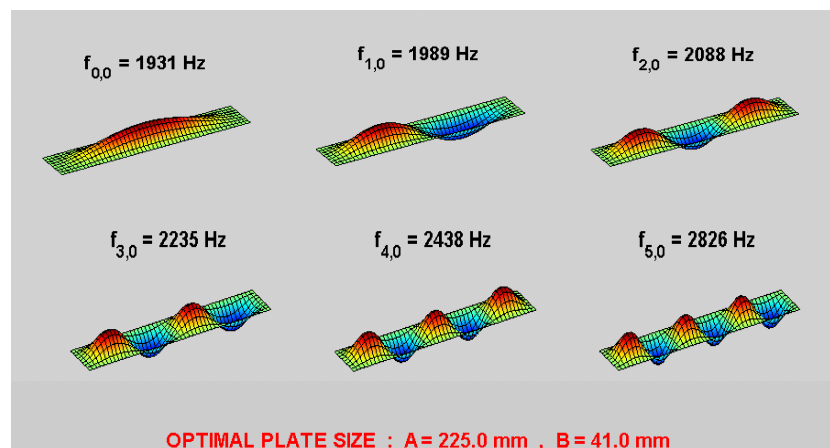 f0,0 = 1931 Hz
f1,0 = 1989 Hz
f2,0 = 2088 Hz
f3,0 = 2235 Hz
f4,0 = 2438 Hz
f5,0 = 2826 Hz
OPTIMAL PLATE SIZE : A = 225.0 mm , B = 41.0 mm